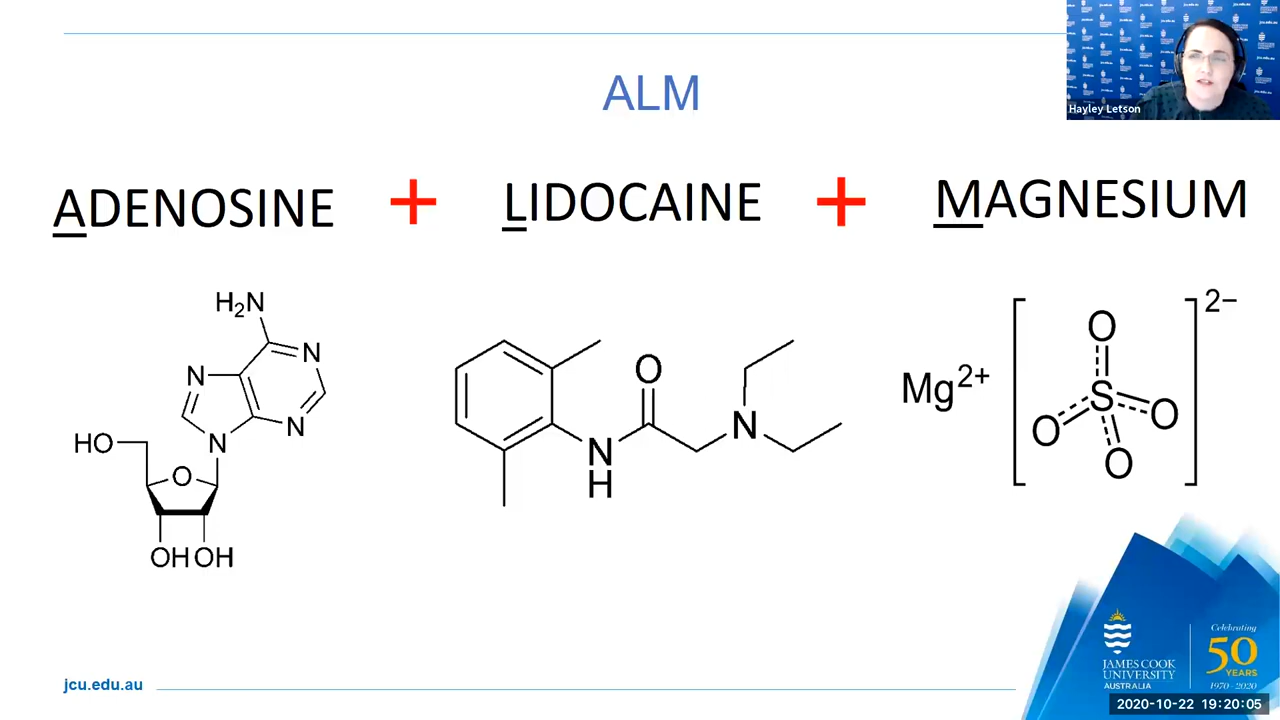 ALM
Hayley Letson
ADENOSINE + LIDOCAINE + MAGNESIUM
H₂N
N
N
N
N
HO
O
OH OH
O
N
H
N
Mg²⁺
2−
O
S
O
O
O
Celebrating
50
YEARS
1970-2020
JAMES COOK
UNIVERSITY
AUSTRALIA
jcu.edu.au
2020-10-22 19:20:05